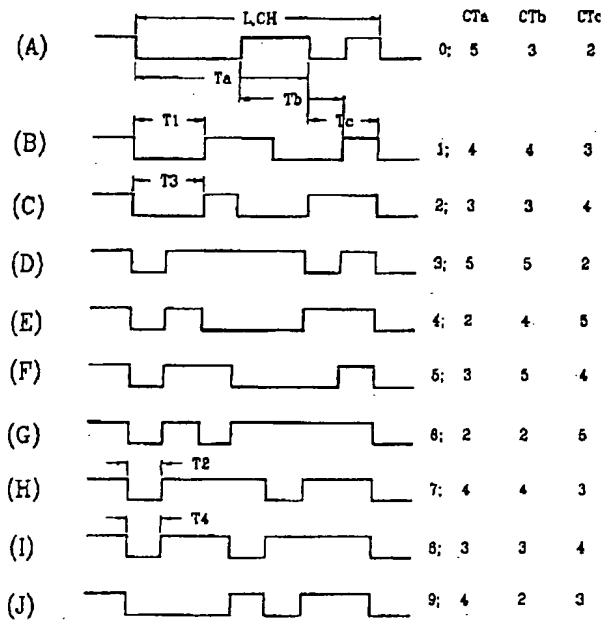 CTa CTb CTc
L,CH
(A) 0; 5 3 2
Ta
Tb
T1 Tc
(B) 1; 4 4 3
T3
(C) 2; 3 3 4
(D) 3; 5 5 2
(E) 4; 2 4 5
(F) 5; 3 5 4
(G) 6; 2 2 5
T2
(H) 7; 4 4 3
T4
(I) 8; 3 3 4
(J) 9; 4 2 3